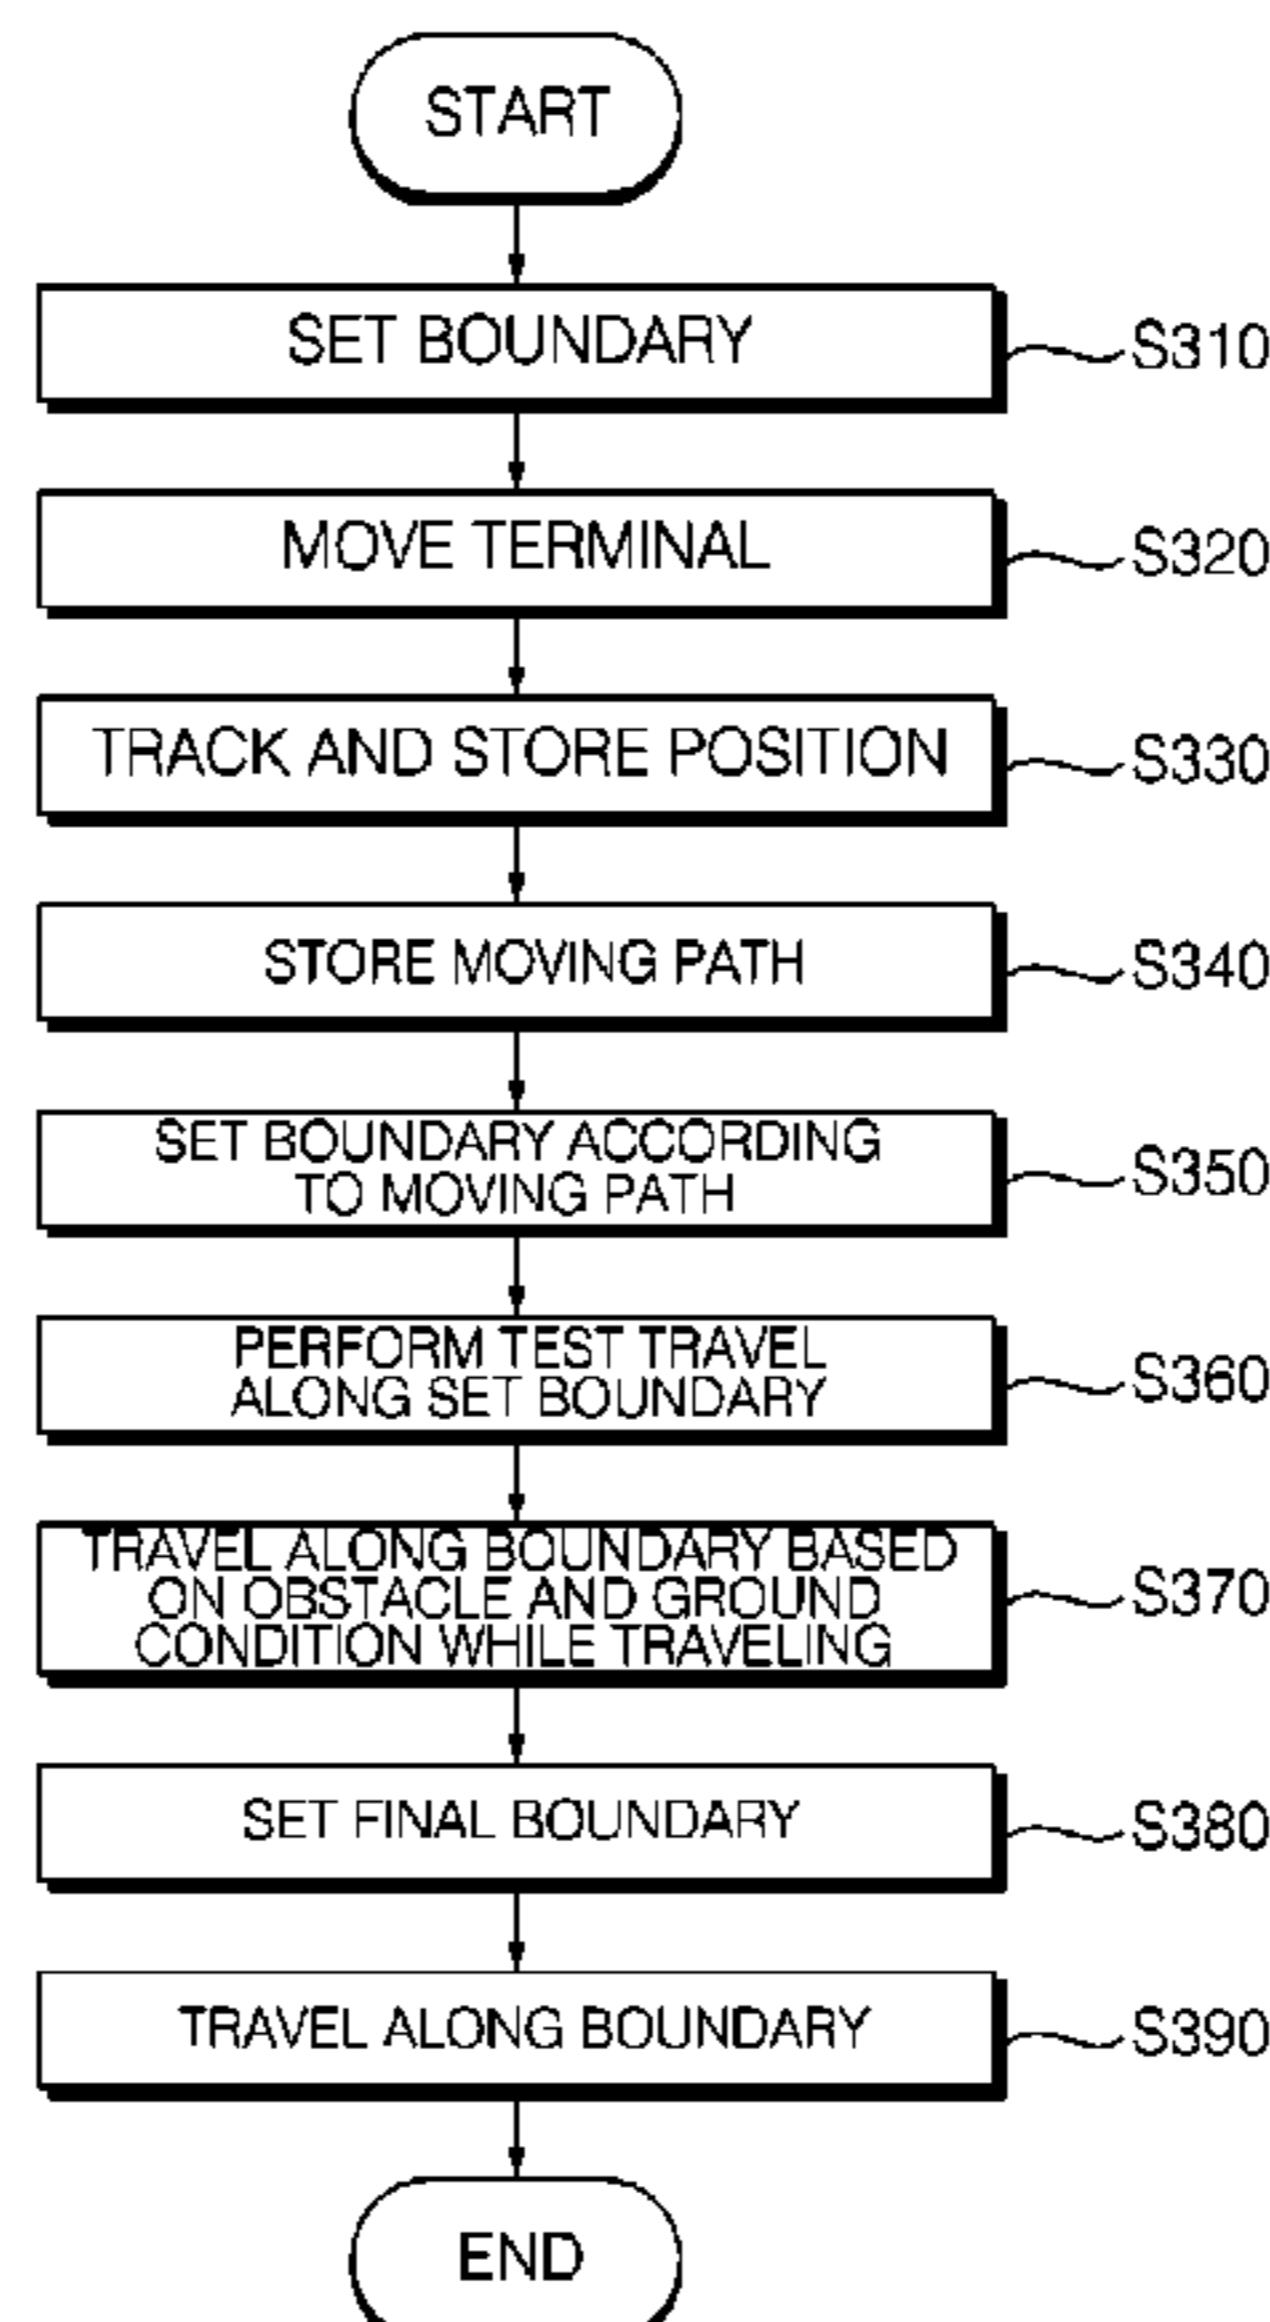 START
SET BOUNDARY
S310
MOVE TERMINAL
S320
TRACK AND STORE POSITION
S330
STORE MOVING PATH
S340
SET BOUNDARY ACCORDING
TO MOVING PATH
S350
PERFORM TEST TRAVEL
ALONG SET BOUNDARY
S360
TRAVEL ALONG BOUNDARY BASED
ON OBSTACLE AND GROUND
CONDITION WHILE TRAVELING
S370
SET FINAL BOUNDARY
S380
TRAVEL ALONG BOUNDARY
S390
END